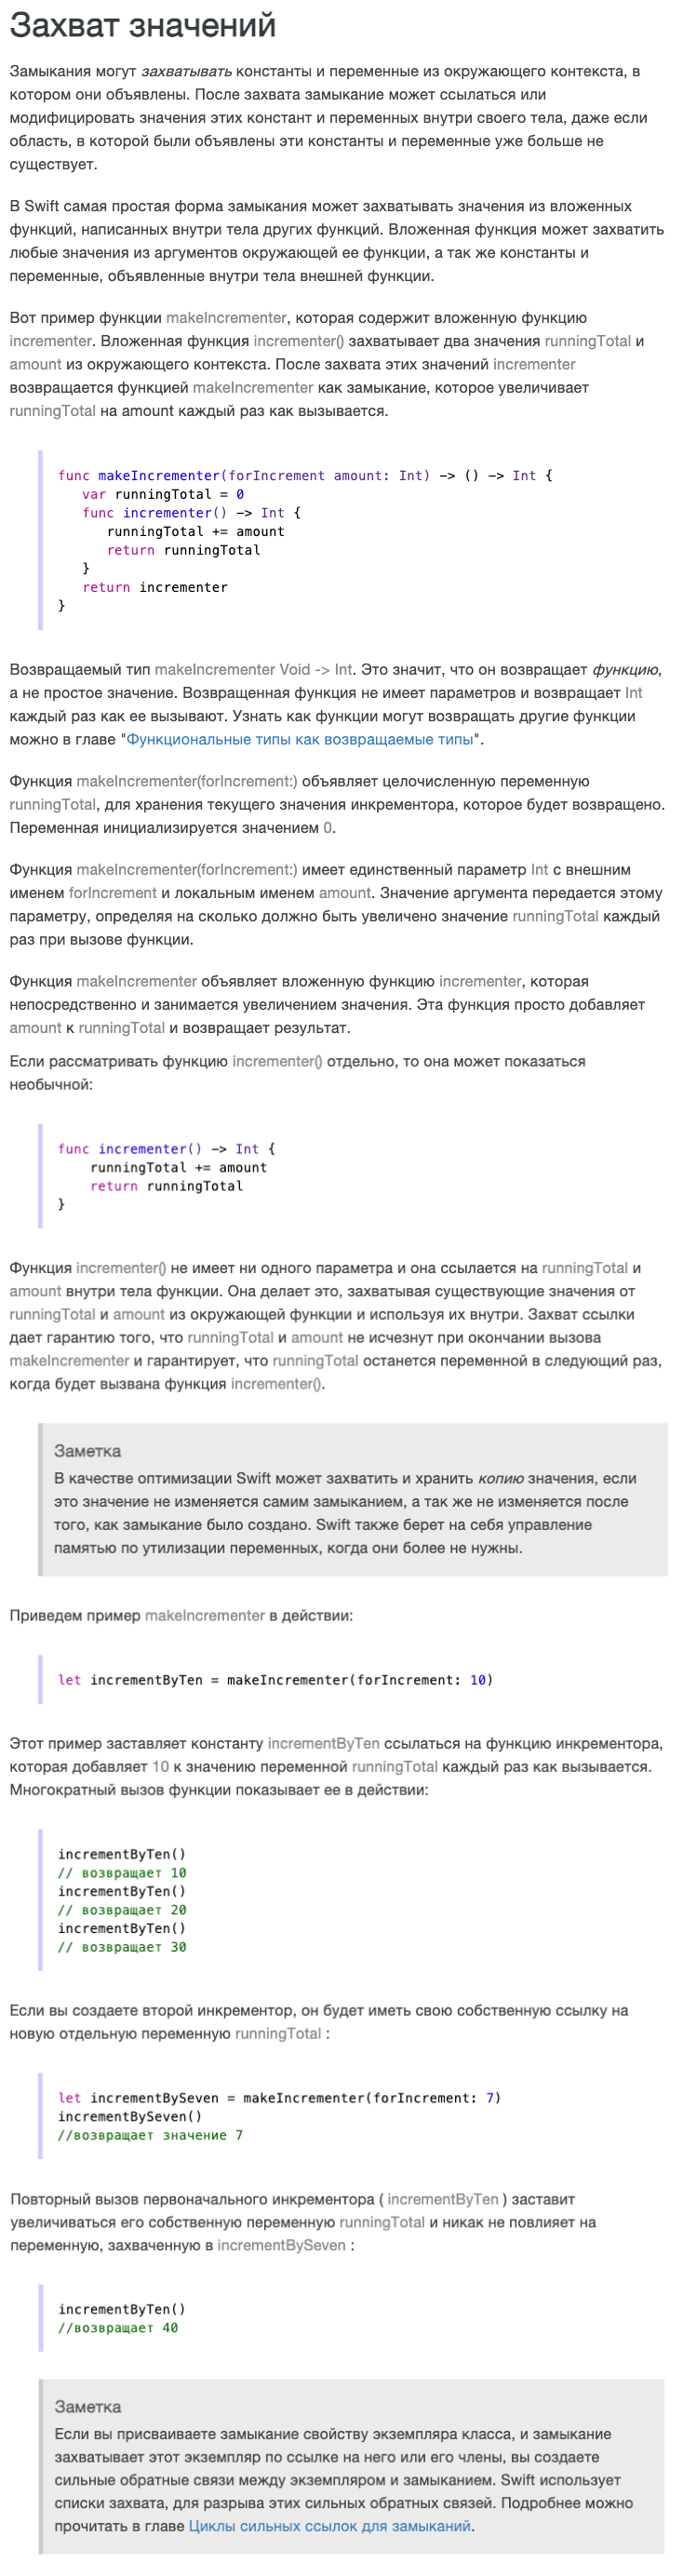 Захват значений
Замыкания могут захватывать константы и переменные из окружающего контекста, в
котором они объявлены. После захвата замыкание может ссылаться или
модифицировать значения этих констант и переменных внутри своего тела, даже если
область, в которой были объявлены эти константы и переменные уже больше не
существует.
В Swift самая простая форма замыкания может захватывать значения из вложенных
функций, написанных внутри тела других функций. Вложенная функция может захватить
любые значения из аргументов окружающей ее функции, а так же константы и
переменные, объявленные внутри тела внешней функции.
Вот пример функции makeIncrementer, которая содержит вложенную функцию
incrementer. Вложенная функция incrementer() захватывает два значения runningTotal и
amount из окружающего контекста. После захвата этих значений incrementer
возвращается функцией makeIncrementer как замыкание, которое увеличивает
runningTotal на amount каждый раз как вызывается.
func makeIncrementer(forIncrement amount: Int) -> () -> Int {
var runningTotal = 0
func incrementer() -> Int {
runningTotal += amount
return runningTotal
}
return incrementer
}
Возвращаемый тип makeIncrementer Void -> Int. Это значит, что он возвращает функцию,
а не простое значение. Возвращенная функция не имеет параметров и возвращает Int
каждый раз как ее вызывают. Узнать как функции могут возвращать другие функции
можно в главе "Функциональные типы как возвращаемые типы".
Функция makeIncrementer(forIncrement:) объявляет целочисленную переменную
runningTotal, для хранения текущего значения инкрементора, которое будет возвращено.
Переменная инициализируется значением 0.
Функция makeIncrementer(forIncrement:) имеет единственный параметр Int с внешним
именем forIncrement и локальным именем amount. Значение аргумента передается этому
параметру, определяя на сколько должно быть увеличено значение runningTotal каждый
раз при вызове функции.
Функция makeIncrementer объявляет вложенную функцию incrementer, которая
непосредственно и занимается увеличением значения. Эта функция просто добавляет
amount к runningTotal и возвращает результат.
Если рассматривать функцию incrementer() отдельно, то она может показаться
необычной:
func incrementer() -> Int {
runningTotal += amount
return runningTotal
}
Функция incrementer() не имеет ни одного параметра и она ссылается на runningTotal и
amount внутри тела функции. Она делает это, захватывая существующие значения от
runningTotal и amount из окружающей функции и используя их внутри. Захват ссылки
дает гарантию того, что runningTotal и amount не исчезнут при окончании вызова
makeIncrementer и гарантирует, что runningTotal останется переменной в следующий раз,
когда будет вызвана функция incrementer().
Заметка
В качестве оптимизации Swift может захватить и хранить копию значения, если
это значение не изменяется самим замыканием, а так же не изменяется после
того, как замыкание было создано. Swift также берет на себя управление
памятью по утилизации переменных, когда они более не нужны.
Приведем пример makeIncrementer в действии:
let incrementByTen = makeIncrementer(forIncrement: 10)
Этот пример заставляет константу incrementByTen ссылаться на функцию инкрементора,
которая добавляет 10 к значению переменной runningTotal каждый раз как вызывается.
Многократный вызов функции показывает ее в действии:
incrementByTen()
// возвращает 10
incrementByTen()
// возвращает 20
incrementByTen()
// возвращает 30
Если вы создаете второй инкрементор, он будет иметь свою собственную ссылку на
новую отдельную переменную runningTotal :
let incrementBySeven = makeIncrementer(forIncrement: 7)
incrementBySeven()
//возвращает значение 7
Повторный вызов первоначального инкрементора ( incrementByTen ) заставит
увеличиваться его собственную переменную runningTotal и никак не повлияет на
переменную, захваченную в incrementBySeven :
incrementByTen()
//возвращает 40
Заметка
Если вы присваиваете замыкание свойству экземпляра класса, и замыкание
захватывает этот экземпляр по ссылке на него или его члены, вы создаете
сильные обратные связи между экземпляром и замыканием. Swift использует
списки захвата, для разрыва этих сильных обратных связей. Подробнее можно
прочитать в главе Циклы сильных ссылок для замыканий.